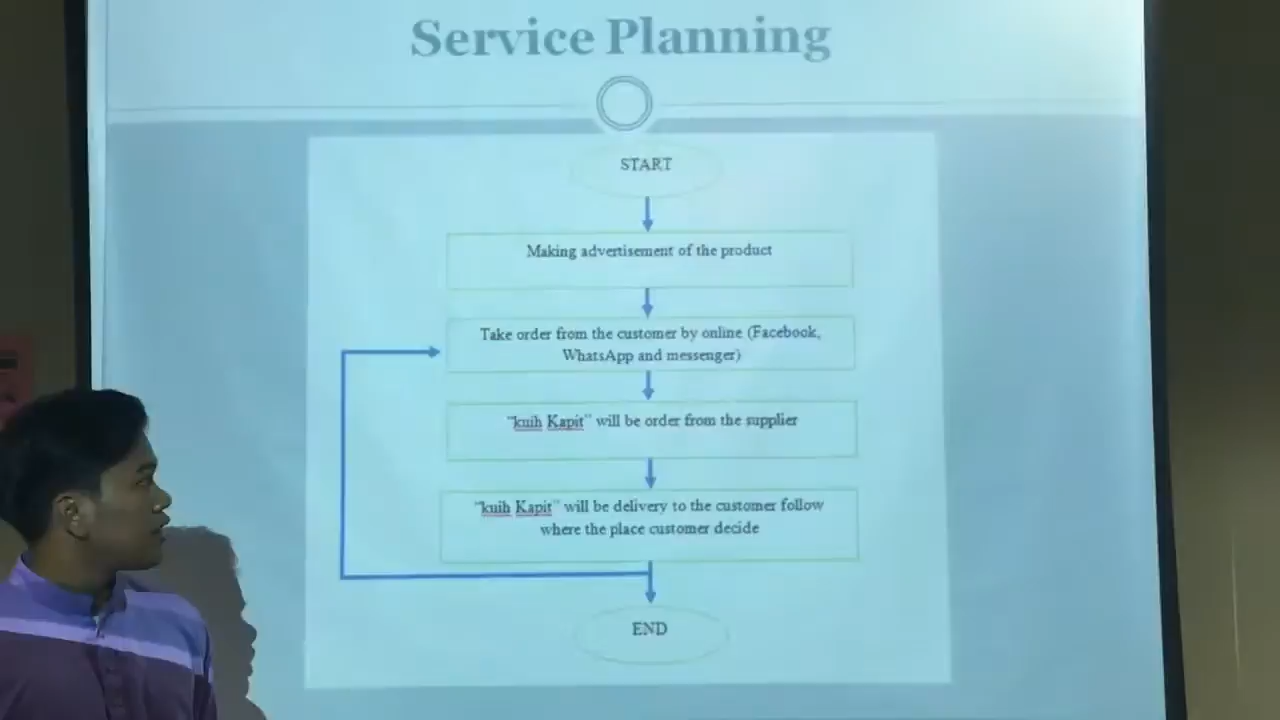 Service Planning
START
Making advertisement of the product
Take order from the customer by online (Facebook,
WhatsApp and messenger)
"kuih Kapit" will be order from the supplier
"kuih Kapit" will be delivery to the customer follow
where the place customer decide
END